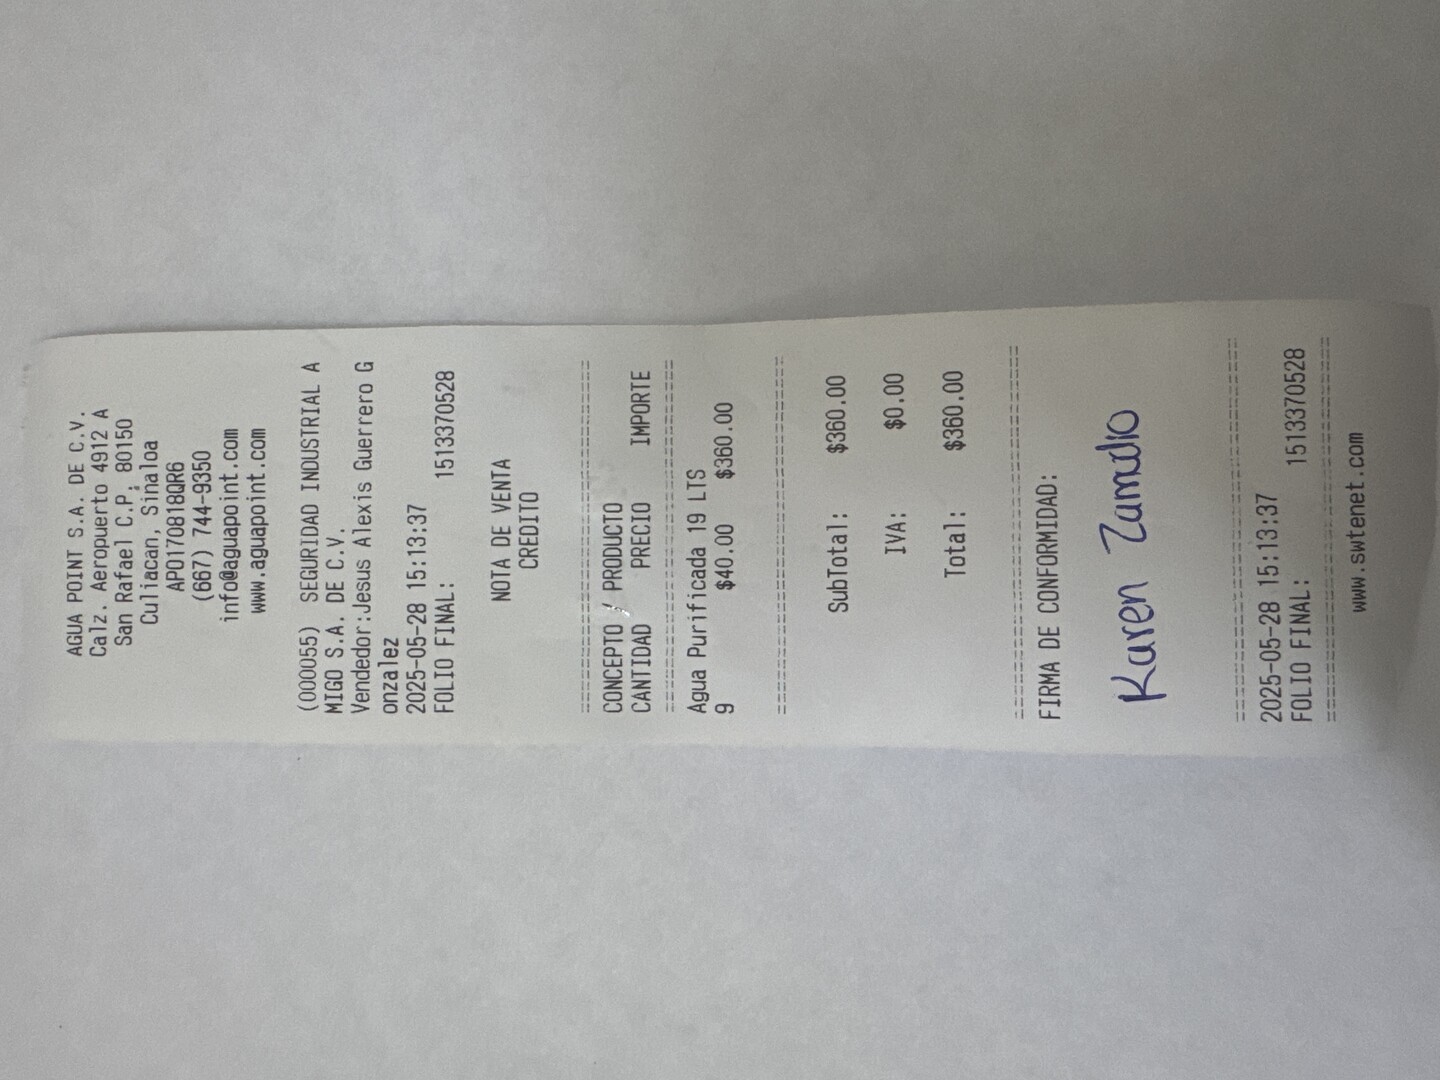 AGUA POINT S.A. DE C.V.
Calz. Aeropuerto 4912 A
San Rafael C.P. 80150
Culiacan, Sinaloa
APO170818QR6
(667) 744-9350
info@aguapoint.com
www.aguapoint.com
(000055) SEGURIDAD INDUSTRIAL A
MIGO S.A. DE C.V.
Vendedor:Jesus Alexis Guerrero G
onzalez
2025-05-28 15:13:37
FOLIO FINAL: 1513370528
NOTA DE VENTA
CREDITO
================================
CONCEPTO / PRODUCTO
CANTIDAD PRECIO IMPORTE
================================
Agua Purificada 19 LTS
9 $40.00 $360.00
================================
SubTotal: $360.00
IVA: $0.00
Total: $360.00
================================
FIRMA DE CONFORMIDAD:
Karen Zamudio
================================
2025-05-28 15:13:37
FOLIO FINAL: 1513370528
================================
www.swtenet.com